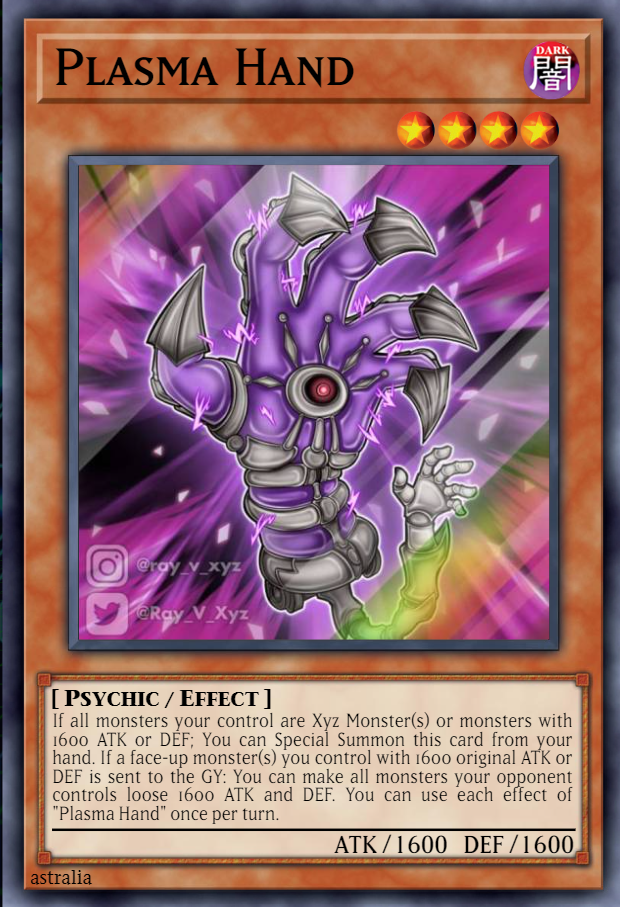 Plasma Hand
DARK
闇
@ray_v_xyz
@Ray_V_Xyz
[ Psychic / Effect ]
If all monsters your control are Xyz Monster(s) or monsters with
1600 ATK or DEF; You can Special Summon this card from your
hand. If a face-up monster(s) you control with 1600 original ATK or
DEF is sent to the GY: You can make all monsters your opponent
controls loose 1600 ATK and DEF. You can use each effect of
"Plasma Hand" once per turn.
ATK / 1600 DEF / 1600
astralia